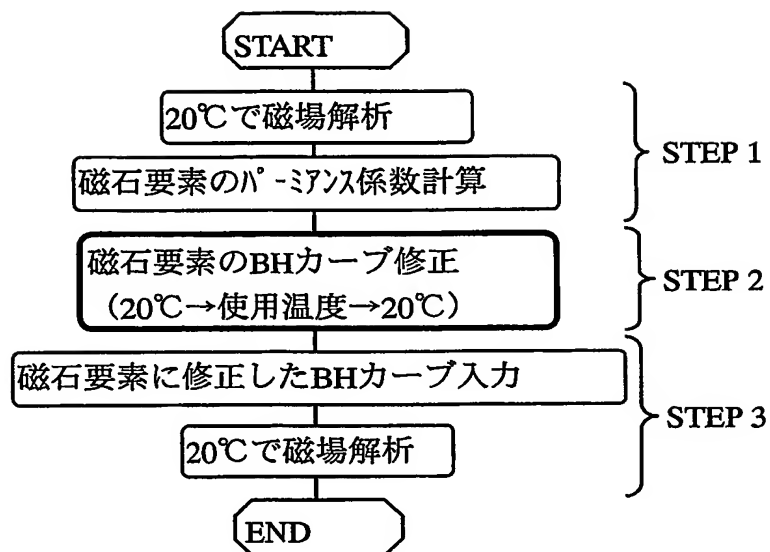 START
20℃で磁場解析
磁石要素のﾊﾟｰﾐｱﾝｽ係数計算
STEP 1
磁石要素のBHカーブ修正
（20℃→使用温度→20℃）
STEP 2
磁石要素に修正したBHカーブ入力
20℃で磁場解析
STEP 3
END